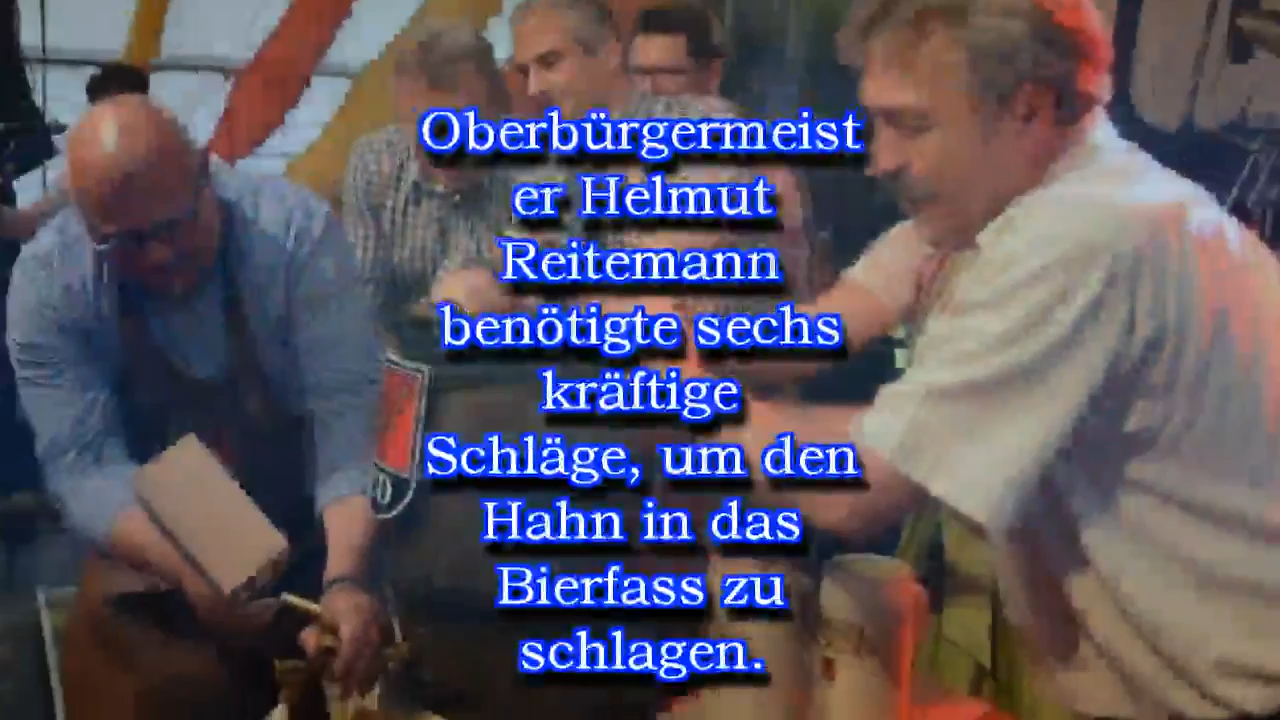 Oberbürgermeist
er Helmut
Reitemann
benötigte sechs
kräftige
Schläge, um den
Hahn in das
Bierfass zu
schlagen.